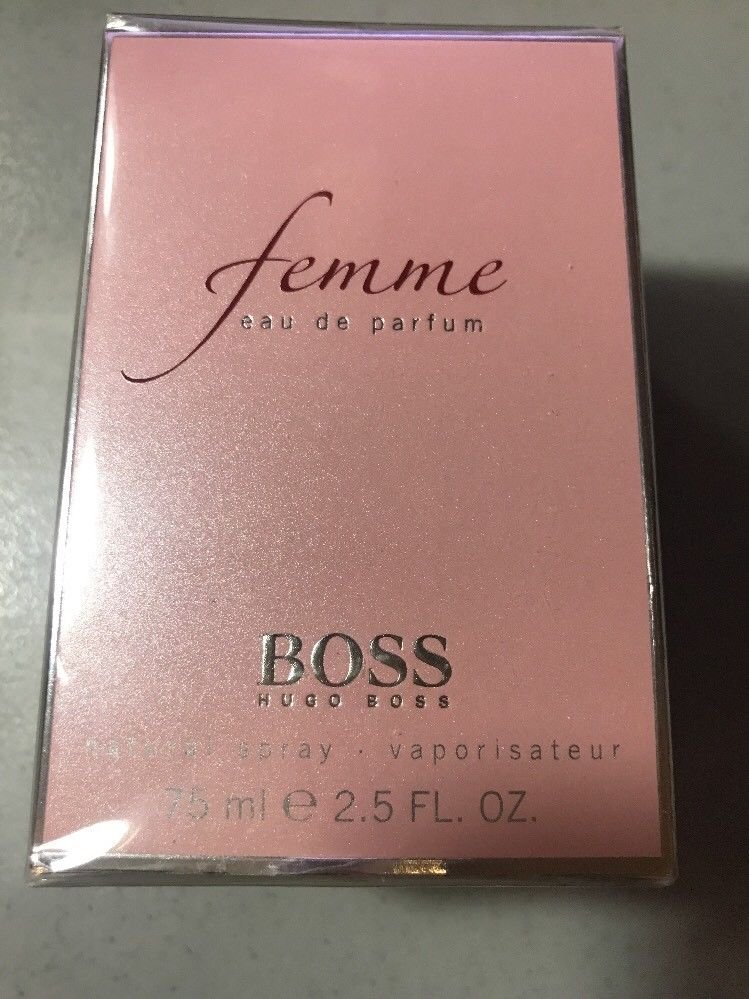 femme
eau de parfum
BOSS
HUGO BOSS
natural spray · vaporisateur
75 ml ℮ 2.5 FL. OZ.